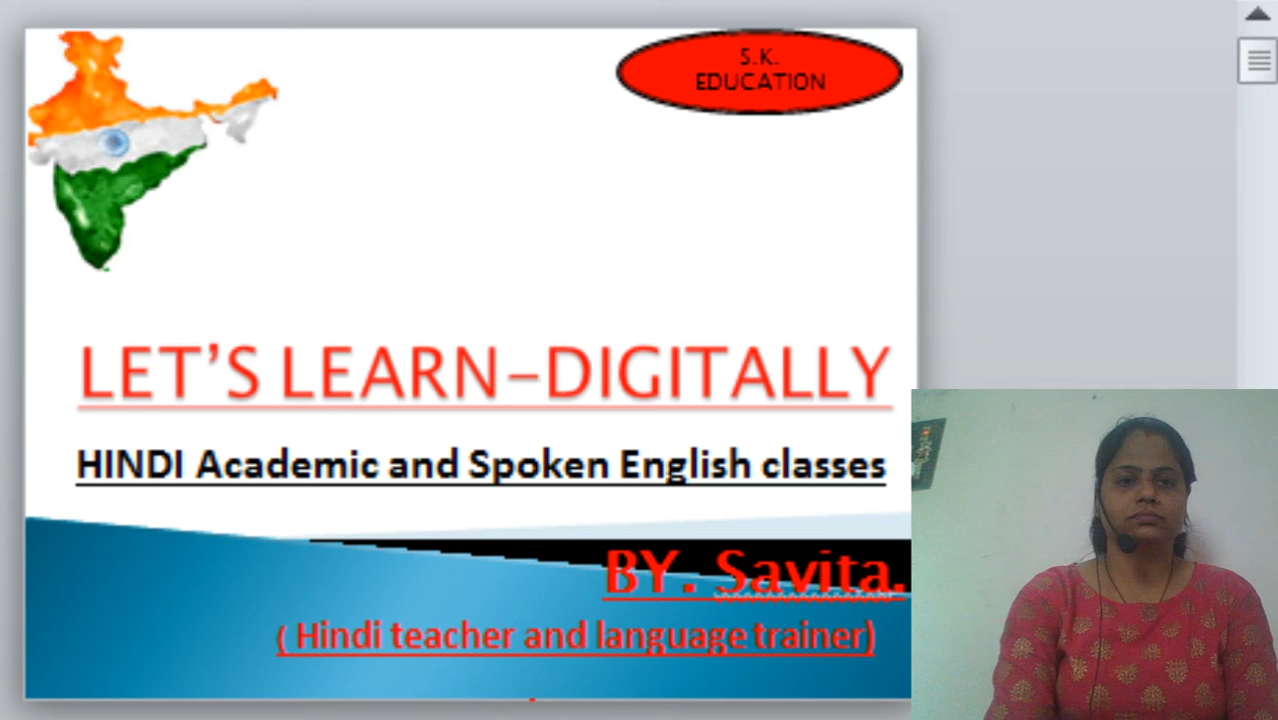 S.K.
EDUCATION
LET'S LEARN-DIGITALLY
HINDI Academic and Spoken English classes
BY. Savita.
( Hindi teacher and language trainer)